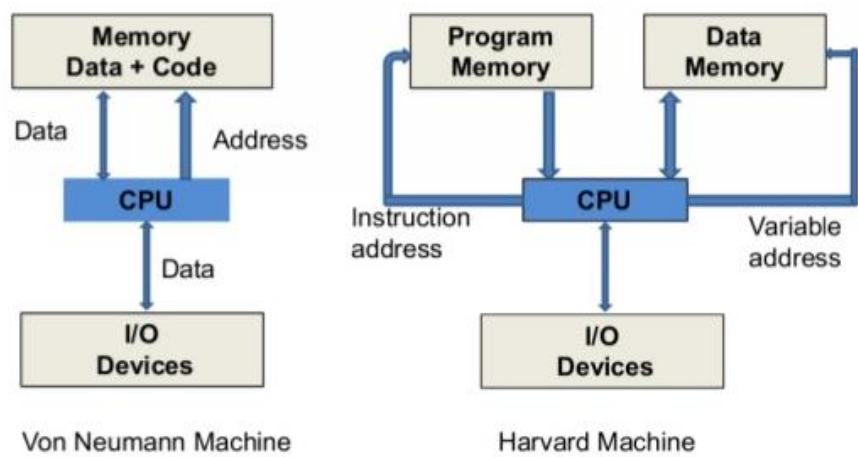 Memory
Data + Code
Data
Address
CPU
Data
I/O
Devices
Von Neumann Machine
Program
Memory
Data
Memory
CPU
Instruction
address
Variable
address
I/O
Devices
Harvard Machine